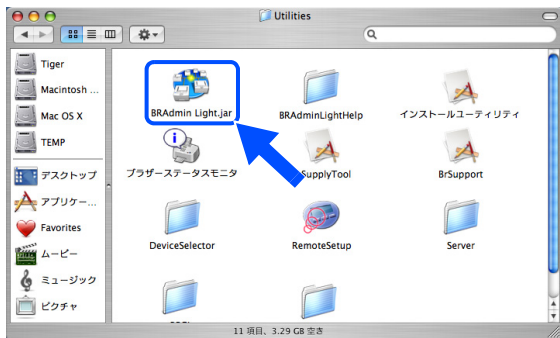 Utilities
Tiger
Macintosh ...
Mac OS X
TEMP
デスクトップ
アプリケー...
Favorites
ムービー
ミュージック
ピクチャ
BRAdmin Light.jar
BRAdminLightHelp
インストールユーティリティ
ブラザーステータスモニタ
SupplyTool
BrSupport
DeviceSelector
RemoteSetup
Server
11 項目、3.29 GB 空き